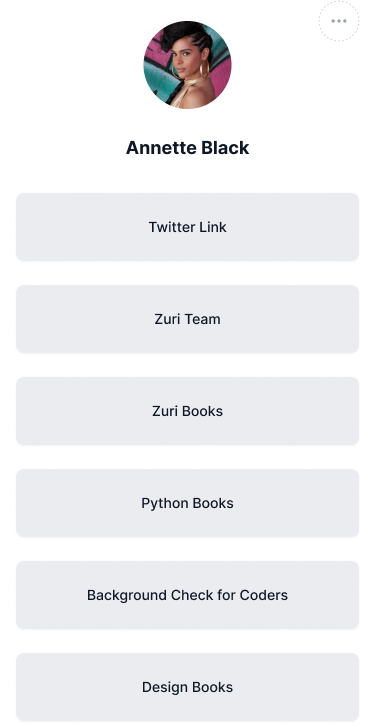 Annette Black
Twitter Link
Zuri Team
Zuri Books
Python Books
Background Check for Coders
Design Books